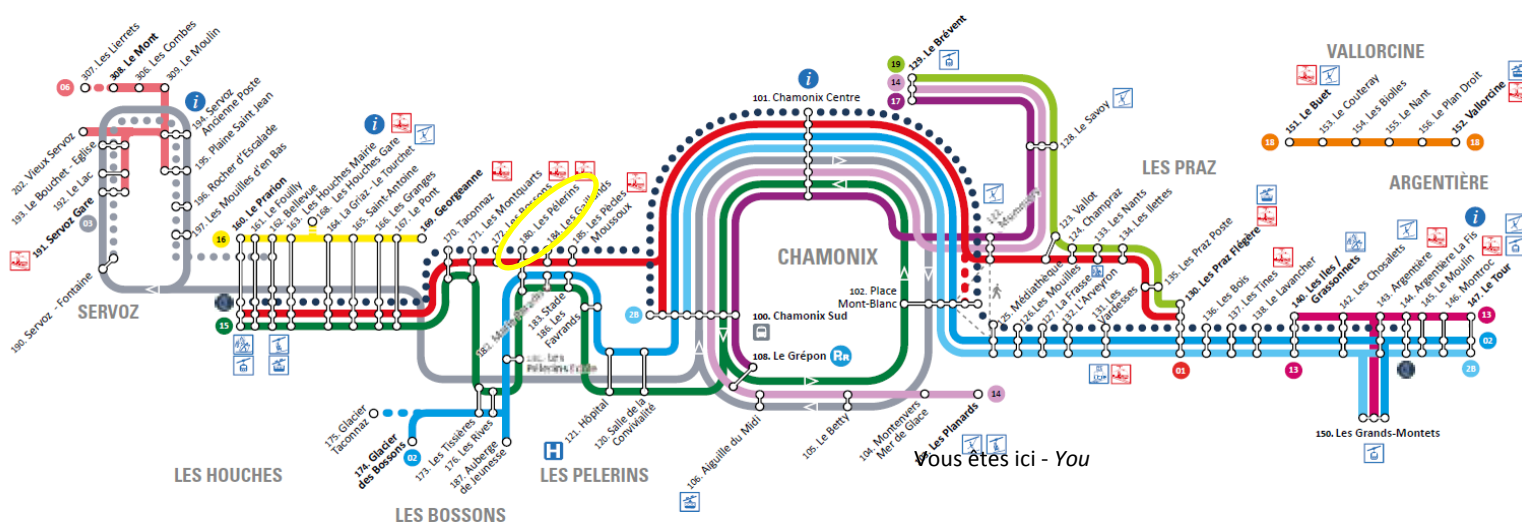 307. Les Lierrets
308. Le Mont
306. Les Combes
309. Le Moulin
06
194. Servoz
Ancienne Poste
195. Plaine Saint Jean
196. Rocher d'Escalade
197. Les Mouilles d'en Bas
202. Vieux Servoz
193. Le Bouchet - Eglise
192. Le Lac
191. Servoz Gare
03
190. Servoz - Fontaine
SERVOZ
16
15
160. Le Prarion
161. Le Fouilly
162. Bellevue
163. Les Houches Mairie
168. Les Houches Gare
164. La Griaz- Le Tourchet
165. Saint-Antoine
166. Les Granges
167. Le Pont
169. Georgeanne
170. Taconnaz
171. Les Montquarts
172. Les Bossons
180. Les Pélerins
184. Les Gaillands
185. Les Pècles
Moussoux
183. Stade
186. Les
Favrands
175. Glacier
Taconnaz
174. Glacier
des Bossons
02
173. Les Tissières
176. Les Rives
187. Auberge
de Jeunesse
H
121. Hôpital
120. Salle de la
Convivialité
LES HOUCHES
LES BOSSONS
LES PELERINS
2B
101. Chamonix Centre
CHAMONIX
102. Place
Mont-Blanc
100. Chamonix Sud
108. Le Grépon
106. Aiguille du Midi
105. Le Betty
104. Montenvers
Mer de Glace
Les Planards
14
Vous êtes ici - You
19
14
17
129. Le Brévent
128. Le Savoy
123. Vallot
124. Champraz
133. Les Nants
134. Les Ilettes
135. Les Praz Poste
130. Les Praz Flégère
LES PRAZ
125. Médiathèque
126. Les Mouilles
127. La Frasse
132. L'Arveyron
131. Les
01
136. Les Bois
137. Les Tines
138. Le Lavancher
140. Les Iles /
Grassonnets
13
142. Les Chosalets
143. Argentière
144. Argentière La Fis
145. Le Moulin
146. Montroc
147. Le Tour
13
02
2B
150. Les Grands-Montets
ARGENTIÈRE
VALLORCINE
18
151. Le Buet
153. Le Couteray
154. Les Biolles
155. Le Nant
156. Le Plan Droit
152. Vallorcine
18